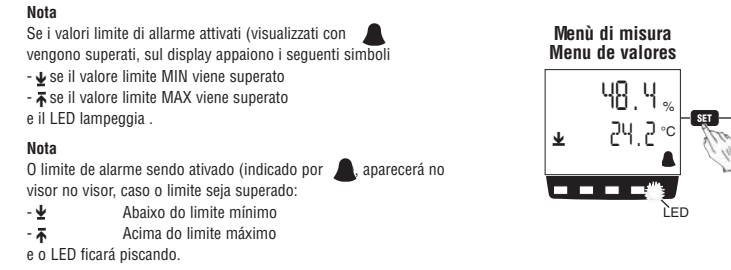 Nota
Se i valori limite di allarme attivati (visualizzati con
vengono superati, sul display appaiono i seguenti simboli
- se il valore limite MIN viene superato
- se il valore limite MAX viene superato
e il LED lampeggia .
Nota
O limite de alarme sendo ativado (indicado por , aparecerá no
visor no visor, caso o limite seja superado:
- Abaixo do limite mínimo
- Acima do limite máximo
e o LED ficará piscando.
Menù di misura
Menu de valores
48.4 %
24.2 °C
SET
LED